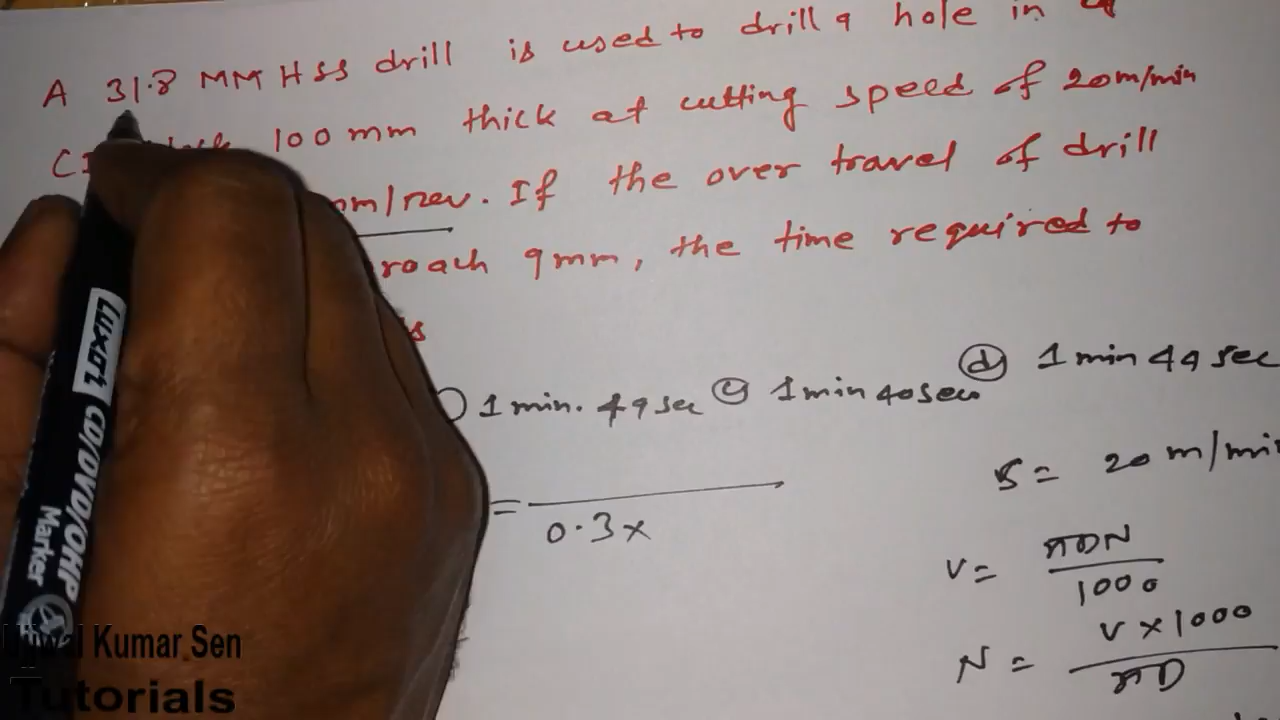 A 31.8 MM HSS drill is used to drill a hole in a
100 mm thick at cutting speed of 20m/min
mm/rev. If the over travel of drill
roach 9mm, the time required to
1 min. 49 sec (c) 1 min 40 sec (d) 1 min 44 sec
S = 20 m/min
= 0.3 x
V = πDN
1000
N = V x 1000
πD
Luxor CD/DVD/OHP
Marker
Ujjwal Kumar Sen
Tutorials